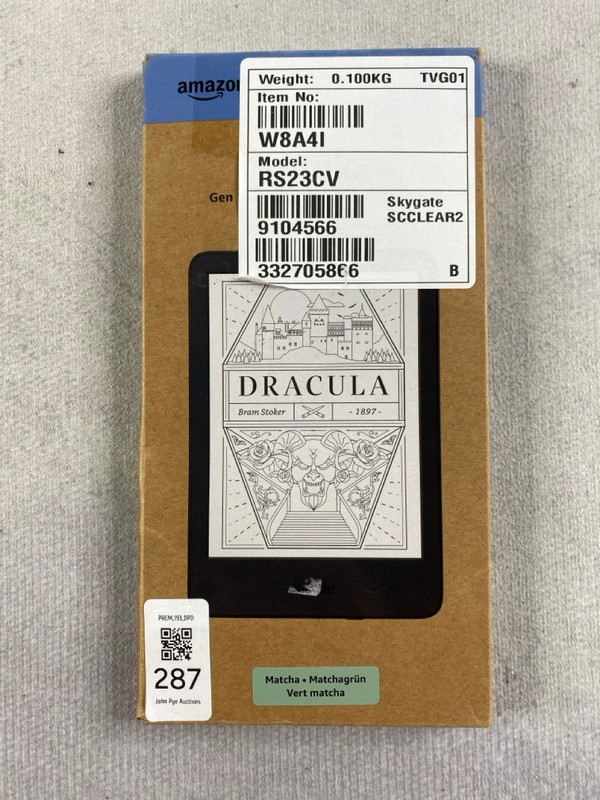 amazon
Weight: 0.100KG TVG01
Item No:
W8A4I
Model:
RS23CV
Gen
Skygate
SCCLEAR2
9104566
332705866 B
DRACULA
Bram Stoker - 1897 -
PREM_193_DPD
287
John Pye Auctions
Matcha • Matchagrün
Vert matcha